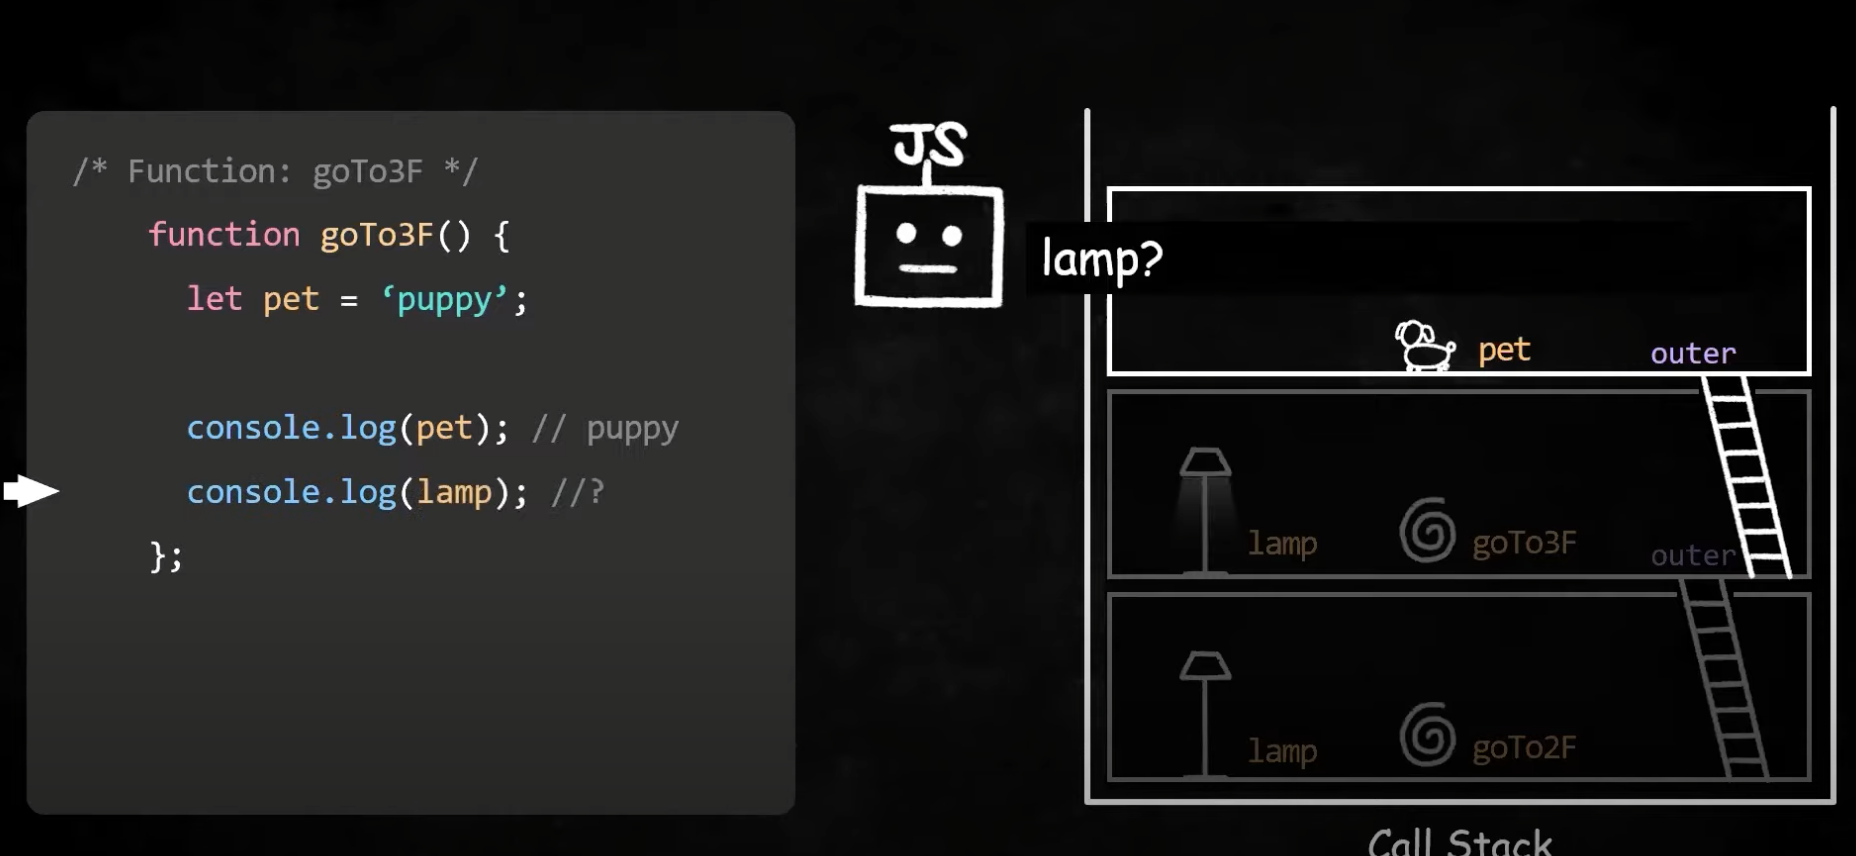 /* Function: goTo3F */
function goTo3F() {
let pet = ‘puppy’;
console.log(pet); // puppy
console.log(lamp); //?
};
JS
lamp?
pet
outer
lamp
goTo3F
outer
lamp
goTo2F
Call Stack